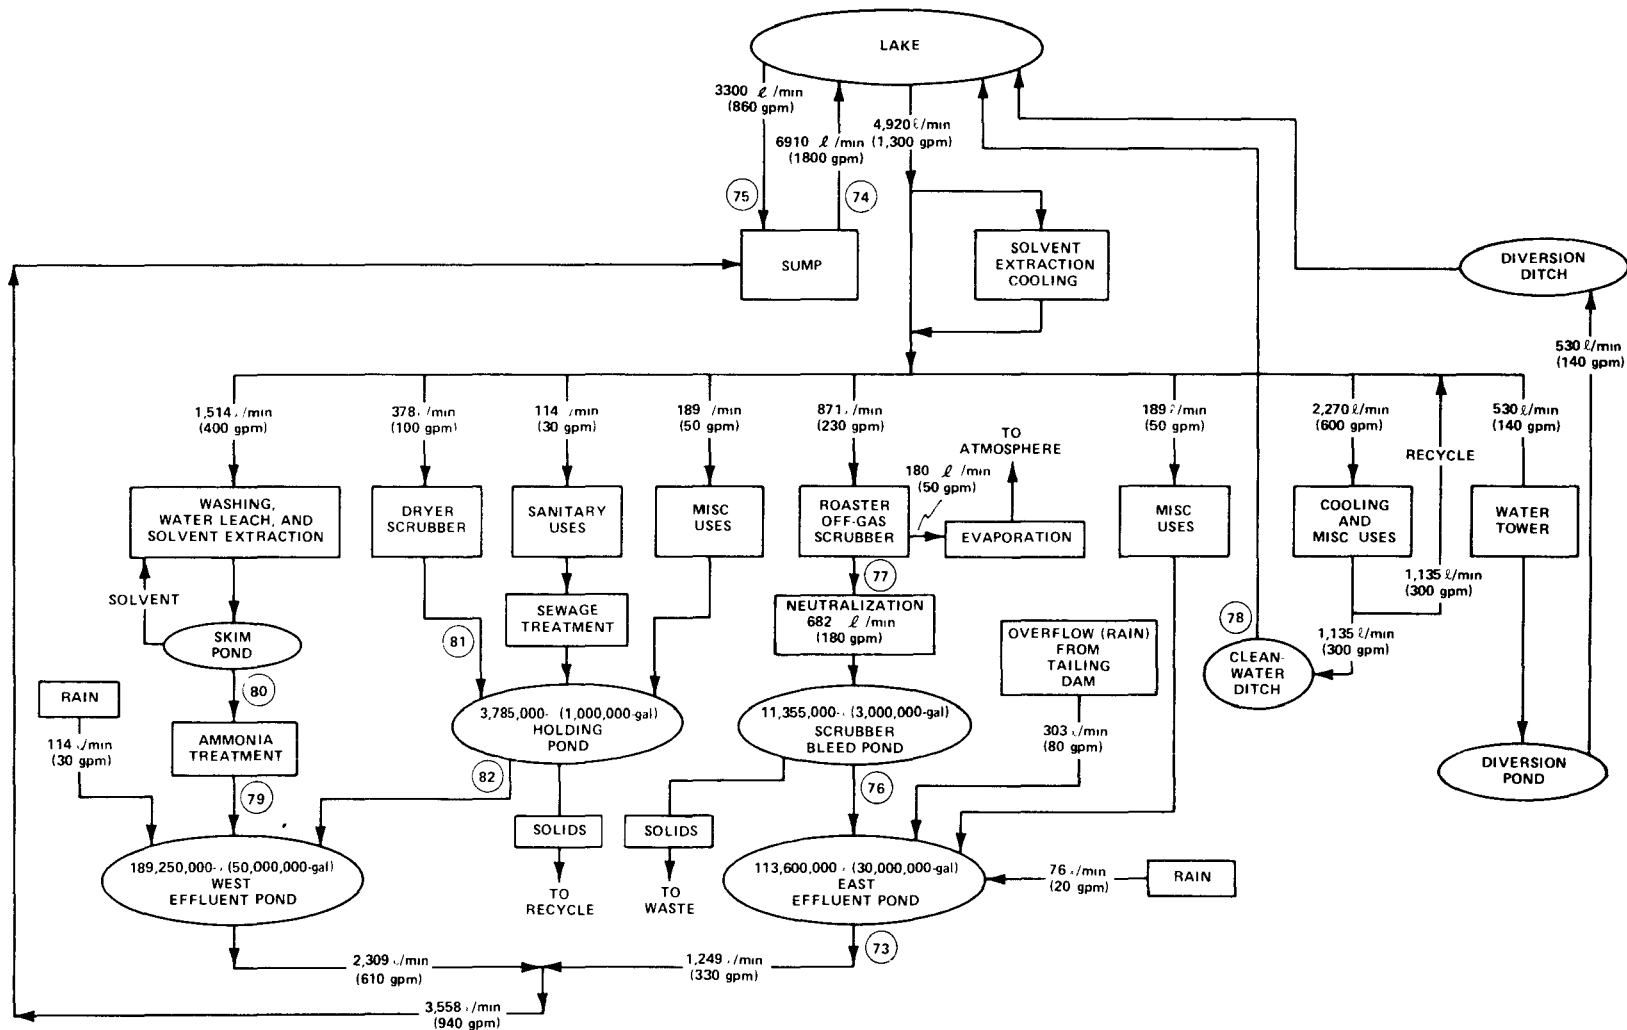 LAKE
3300 ℓ/min
(860 gpm)
6910 ℓ/min
(1800 gpm)
4,920 ℓ/min
(1,300 gpm)
75
74
SUMP
SOLVENT
EXTRACTION
COOLING
DIVERSION
DITCH
530 ℓ/min
(140 gpm)
1,514 ℓ/min
(400 gpm)
378 ℓ/min
(100 gpm)
114 ℓ/min
(30 gpm)
189 ℓ/min
(50 gpm)
871 ℓ/min
(230 gpm)
189 ℓ/min
(50 gpm)
2,270 ℓ/min
(600 gpm)
530 ℓ/min
(140 gpm)
TO
ATMOSPHERE
RECYCLE
180 ℓ/min
(50 gpm)
WASHING,
WATER LEACH, AND
SOLVENT EXTRACTION
DRYER
SCRUBBER
SANITARY
USES
MISC
USES
ROASTER
OFF-GAS
SCRUBBER
EVAPORATION
MISC
USES
COOLING
AND
MISC USES
WATER
TOWER
77
1,135 ℓ/min
(300 gpm)
SOLVENT
SEWAGE
TREATMENT
NEUTRALIZATION
682 ℓ/min
(180 gpm)
SKIM
POND
81
OVERFLOW (RAIN)
FROM
TAILING
DAM
78
1,135 ℓ/min
(300 gpm)
CLEAN-
WATER
DITCH
80
RAIN
114 ℓ/min
(30 gpm)
AMMONIA
TREATMENT
3,785,000- (1,000,000-gal)
HOLDING
POND
11,355,000- (3,000,000-gal)
SCRUBBER
BLEED POND
303 ℓ/min
(80 gpm)
DIVERSION
POND
79
82
76
SOLIDS
SOLIDS
189,250,000- (50,000,000-gal)
WEST
EFFLUENT POND
TO
RECYCLE
TO
WASTE
113,600,000 (30,000,000-gal)
EAST
EFFLUENT POND
76 ℓ/min
(20 gpm)
RAIN
73
2,309 ℓ/min
(610 gpm)
1,249 ℓ/min
(330 gpm)
3,558 ℓ/min
(940 gpm)